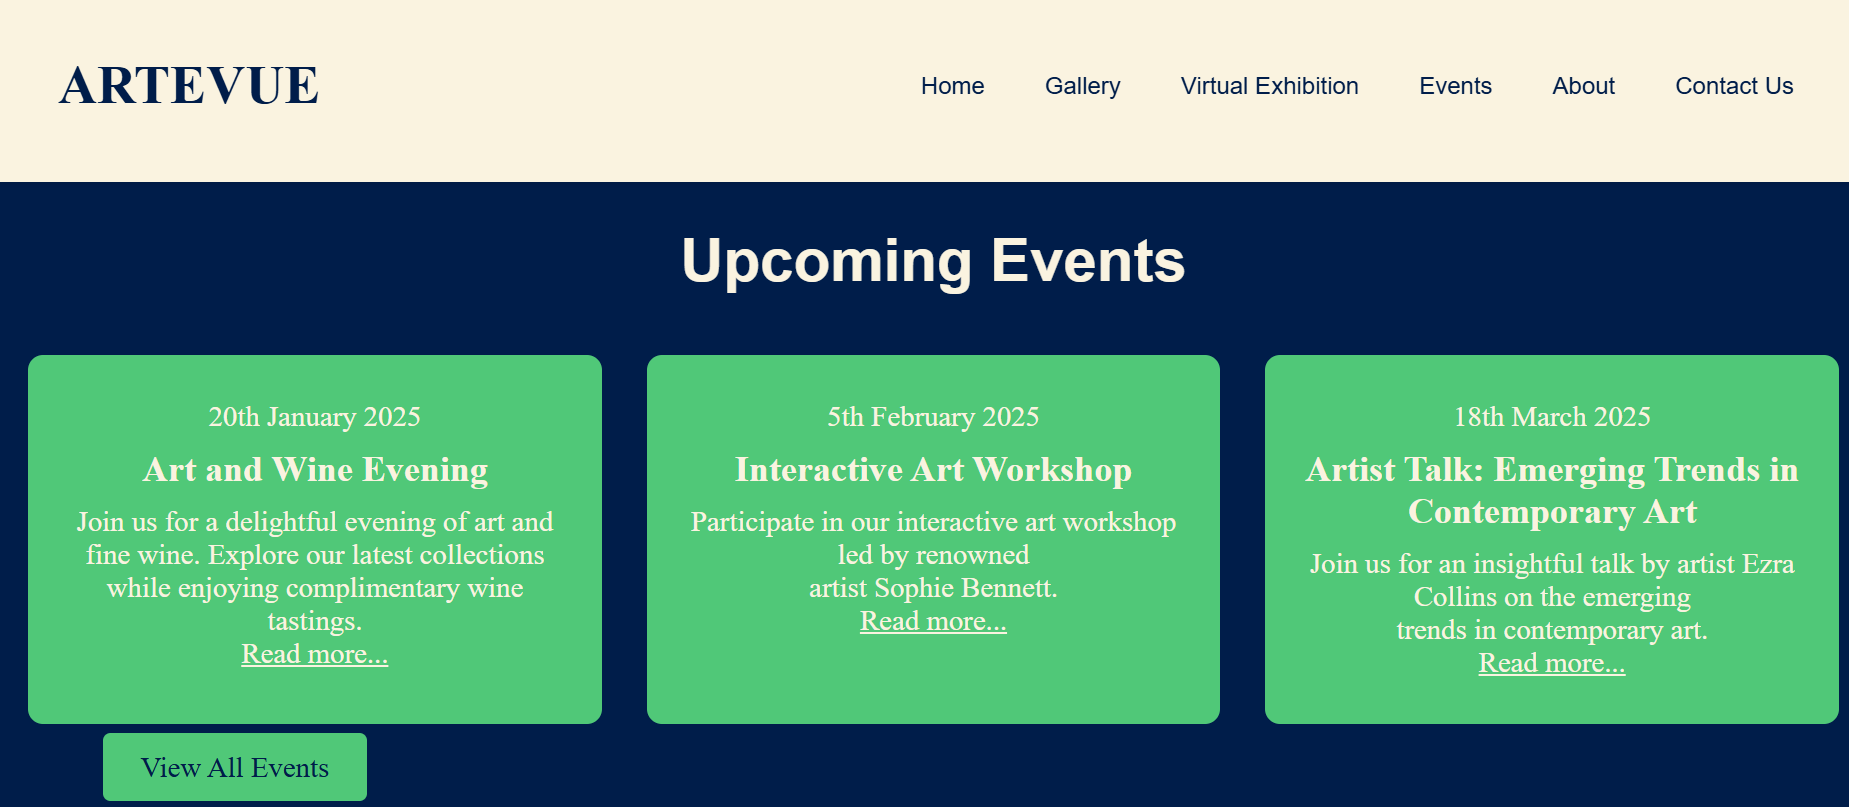 ARTEVUE
Home Gallery Virtual Exhibition Events About Contact Us
Upcoming Events
20th January 2025
Art and Wine Evening
Join us for a delightful evening of art and
fine wine. Explore our latest collections
while enjoying complimentary wine
tastings.
Read more...
5th February 2025
Interactive Art Workshop
Participate in our interactive art workshop
led by renowned
artist Sophie Bennett.
Read more...
18th March 2025
Artist Talk: Emerging Trends in
Contemporary Art
Join us for an insightful talk by artist Ezra
Collins on the emerging
trends in contemporary art.
Read more...
View All Events